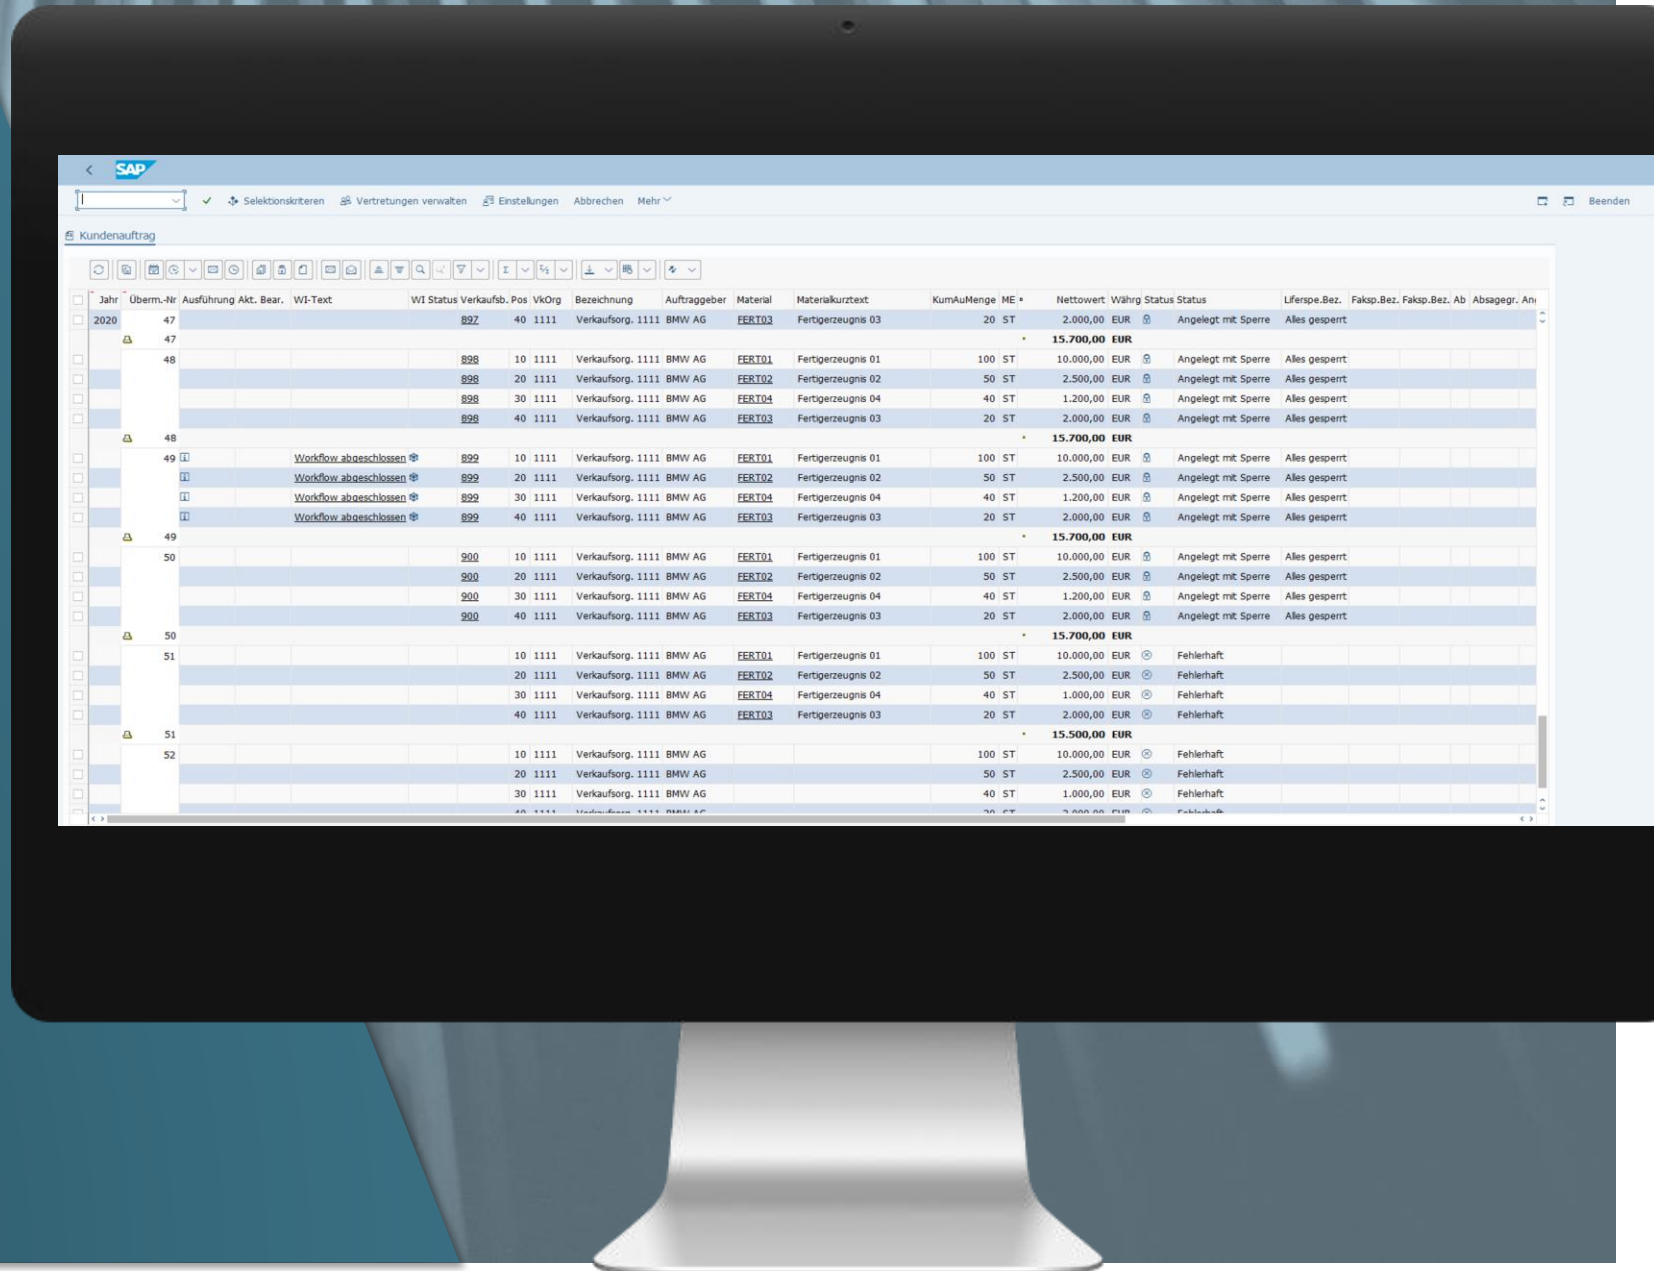 SAP
Selektionskriteren Vertretungen verwalten Einstellungen Abbrechen Mehr Beenden
Kundenauftrag
Jahr Überm.-Nr Ausführung Akt. Bear. WI-Text WI Status Verkaufsb. Pos VkOrg Bezeichnung Auftraggeber Material Materialkurztext KumAuMenge ME Nettowert Währg Status Status Liferspe.Bez. Faksp.Bez. Faksp.Bez. Ab Absagegr. An
2020 47 897 40 1111 Verkaufsorg. 1111 BMW AG FERT03 Fertigerzeugnis 03 20 ST 2.000,00 EUR Angelegt mit Sperre Alles gesperrt
47 15.700,00 EUR
48 898 10 1111 Verkaufsorg. 1111 BMW AG FERT01 Fertigerzeugnis 01 100 ST 10.000,00 EUR Angelegt mit Sperre Alles gesperrt
898 20 1111 Verkaufsorg. 1111 BMW AG FERT02 Fertigerzeugnis 02 50 ST 2.500,00 EUR Angelegt mit Sperre Alles gesperrt
898 30 1111 Verkaufsorg. 1111 BMW AG FERT04 Fertigerzeugnis 04 40 ST 1.200,00 EUR Angelegt mit Sperre Alles gesperrt
898 40 1111 Verkaufsorg. 1111 BMW AG FERT03 Fertigerzeugnis 03 20 ST 2.000,00 EUR Angelegt mit Sperre Alles gesperrt
48 15.700,00 EUR
49 Workflow abgeschlossen 899 10 1111 Verkaufsorg. 1111 BMW AG FERT01 Fertigerzeugnis 01 100 ST 10.000,00 EUR Angelegt mit Sperre Alles gesperrt
Workflow abgeschlossen 899 20 1111 Verkaufsorg. 1111 BMW AG FERT02 Fertigerzeugnis 02 50 ST 2.500,00 EUR Angelegt mit Sperre Alles gesperrt
Workflow abgeschlossen 899 30 1111 Verkaufsorg. 1111 BMW AG FERT04 Fertigerzeugnis 04 40 ST 1.200,00 EUR Angelegt mit Sperre Alles gesperrt
Workflow abgeschlossen 899 40 1111 Verkaufsorg. 1111 BMW AG FERT03 Fertigerzeugnis 03 20 ST 2.000,00 EUR Angelegt mit Sperre Alles gesperrt
49 15.700,00 EUR
50 900 10 1111 Verkaufsorg. 1111 BMW AG FERT01 Fertigerzeugnis 01 100 ST 10.000,00 EUR Angelegt mit Sperre Alles gesperrt
900 20 1111 Verkaufsorg. 1111 BMW AG FERT02 Fertigerzeugnis 02 50 ST 2.500,00 EUR Angelegt mit Sperre Alles gesperrt
900 30 1111 Verkaufsorg. 1111 BMW AG FERT04 Fertigerzeugnis 04 40 ST 1.200,00 EUR Angelegt mit Sperre Alles gesperrt
900 40 1111 Verkaufsorg. 1111 BMW AG FERT03 Fertigerzeugnis 03 20 ST 2.000,00 EUR Angelegt mit Sperre Alles gesperrt
50 15.700,00 EUR
51 10 1111 Verkaufsorg. 1111 BMW AG FERT01 Fertigerzeugnis 01 100 ST 10.000,00 EUR Fehlerhaft
20 1111 Verkaufsorg. 1111 BMW AG FERT02 Fertigerzeugnis 02 50 ST 2.500,00 EUR Fehlerhaft
30 1111 Verkaufsorg. 1111 BMW AG FERT04 Fertigerzeugnis 04 40 ST 1.000,00 EUR Fehlerhaft
40 1111 Verkaufsorg. 1111 BMW AG FERT03 Fertigerzeugnis 03 20 ST 2.000,00 EUR Fehlerhaft
51 15.500,00 EUR
52 10 1111 Verkaufsorg. 1111 BMW AG 100 ST 10.000,00 EUR Fehlerhaft
20 1111 Verkaufsorg. 1111 BMW AG 50 ST 2.500,00 EUR Fehlerhaft
30 1111 Verkaufsorg. 1111 BMW AG 40 ST 1.000,00 EUR Fehlerhaft
40 1111 Verkaufsorg. 1111 BMW AG 20 ST 2.000,00 EUR Fehlerhaft